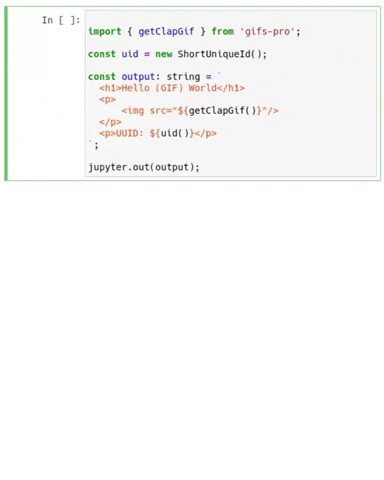 In [ ]:
import { getClapGif } from 'gifs-pro';
const uid = new ShortUniqueId();
const output: string = `
<h1>Hello (GIF) World</h1>
<p>
<img src="${getClapGif()}"/>
</p>
<p>UUID: ${uid()}</p>
`;
jupyter.out(output);